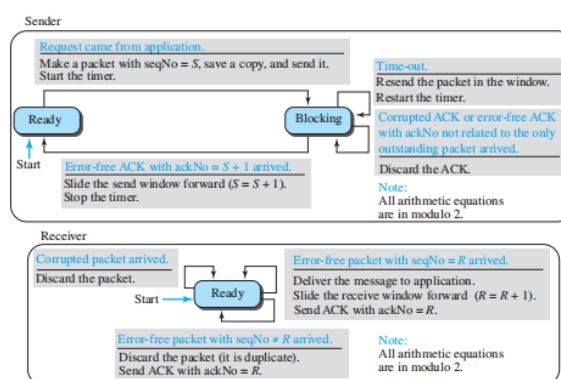 Sender
Request came from application.
Make a packet with seqNo = S, save a copy, and send it.
Start the timer.
Time-out.
Resend the packet in the window.
Restart the timer.
Ready
Blocking
Corrupted ACK or error-free ACK
with ackNo not related to the only
outstanding packet arrived.
Discard the ACK.
Start
Error-free ACK with ackNo = S + 1 arrived.
Slide the send window forward (S = S + 1).
Stop the timer.
Note:
All arithmetic equations
are in modulo 2.
Receiver
Corrupted packet arrived.
Discard the packet.
Start
Ready
Error-free packet with seqNo = R arrived.
Deliver the message to application.
Slide the receive window forward (R = R + 1).
Send ACK with ackNo = R.
Error-free packet with seqNo ≠ R arrived.
Discard the packet (it is duplicate).
Send ACK with ackNo = R.
Note:
All arithmetic equations
are in modulo 2.